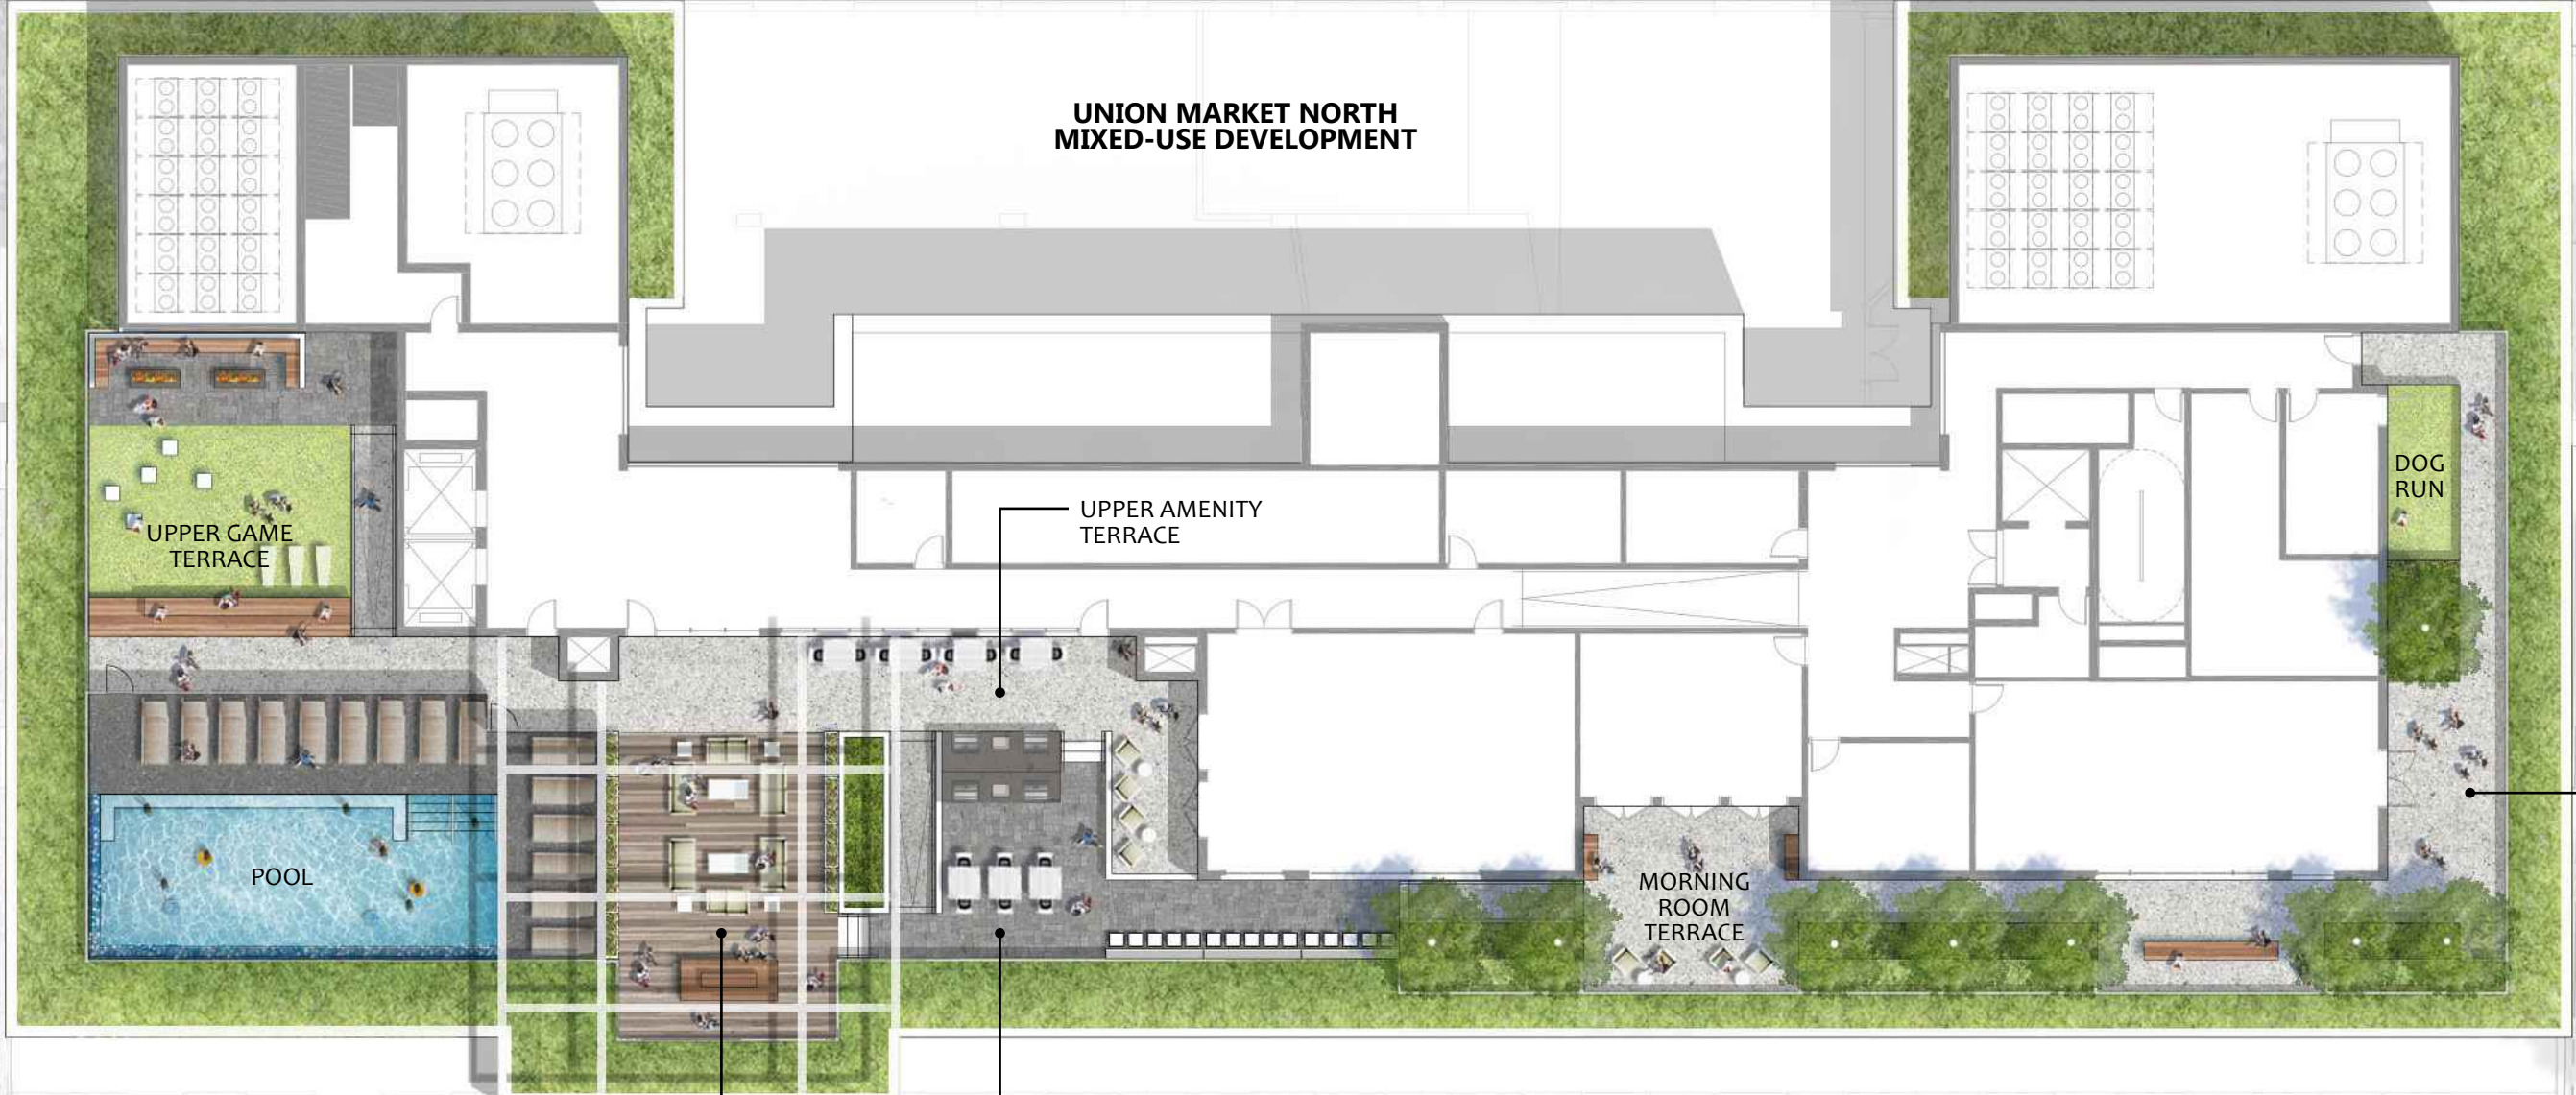 UNION MARKET NORTH
MIXED-USE DEVELOPMENT
UPPER AMENITY
TERRACE
DOG
RUN
UPPER GAME
TERRACE
POOL
MORNING
ROOM
TERRACE